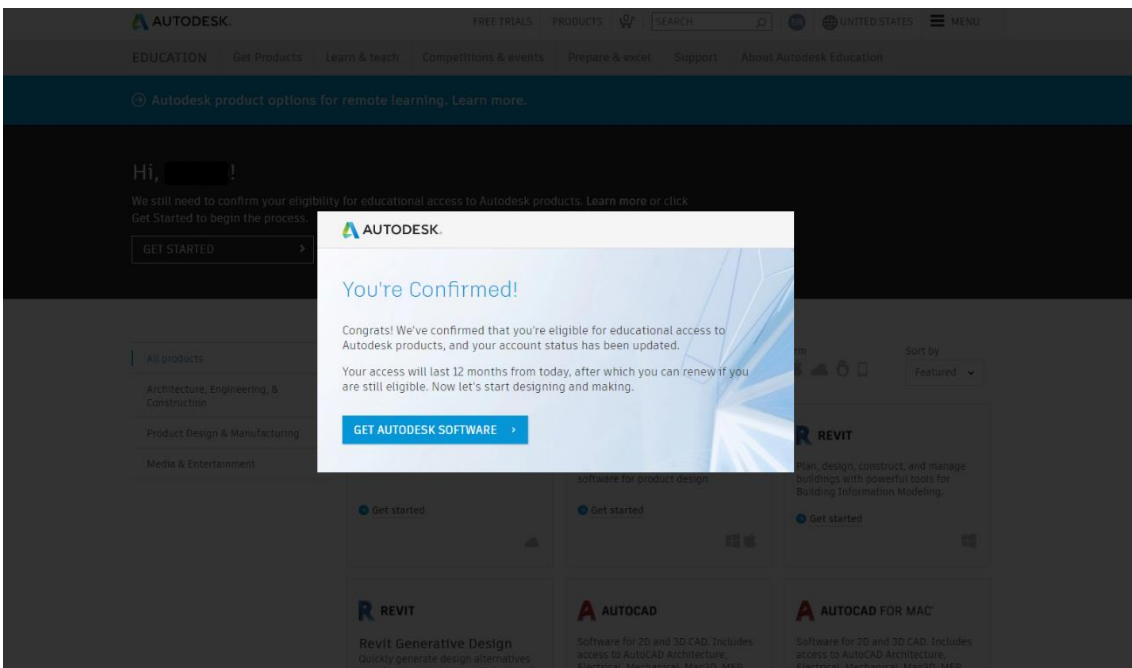 AUTODESK.
FREE TRIALS PRODUCTS SEARCH UNITED STATES MENU
EDUCATION Get Products Learn & teach Competitions & events Prepare & excel Support About Autodesk Education
Autodesk product options for remote learning. Learn more.
Hi, !
We still need to confirm your eligibility for educational access to Autodesk products. Learn more or click
Get Started to begin the process.
GET STARTED
AUTODESK.
You're Confirmed!
Congrats! We've confirmed that you're eligible for educational access to
Autodesk products, and your account status has been updated.
Your access will last 12 months from today, after which you can renew if you
are still eligible. Now let's start designing and making.
GET AUTODESK SOFTWARE
All products
Architecture, Engineering, &
Construction
Product Design & Manufacturing
Media & Entertainment
Sort by
Featured
software for product design
Get started
Get started
REVIT
Plan, design, construct, and manage
buildings with powerful tools for
Building Information Modeling.
Get started
REVIT
Revit Generative Design
Quickly generate design alternatives
AUTOCAD
Software for 2D and 3D CAD. Includes
access to AutoCAD Architecture,
Electrical, Mechanical, Map3D, MEP,
AUTOCAD FOR MAC
Software for 2D and 3D CAD. Includes
access to AutoCAD Architecture,
Electrical, Mechanical, Map3D, MEP,